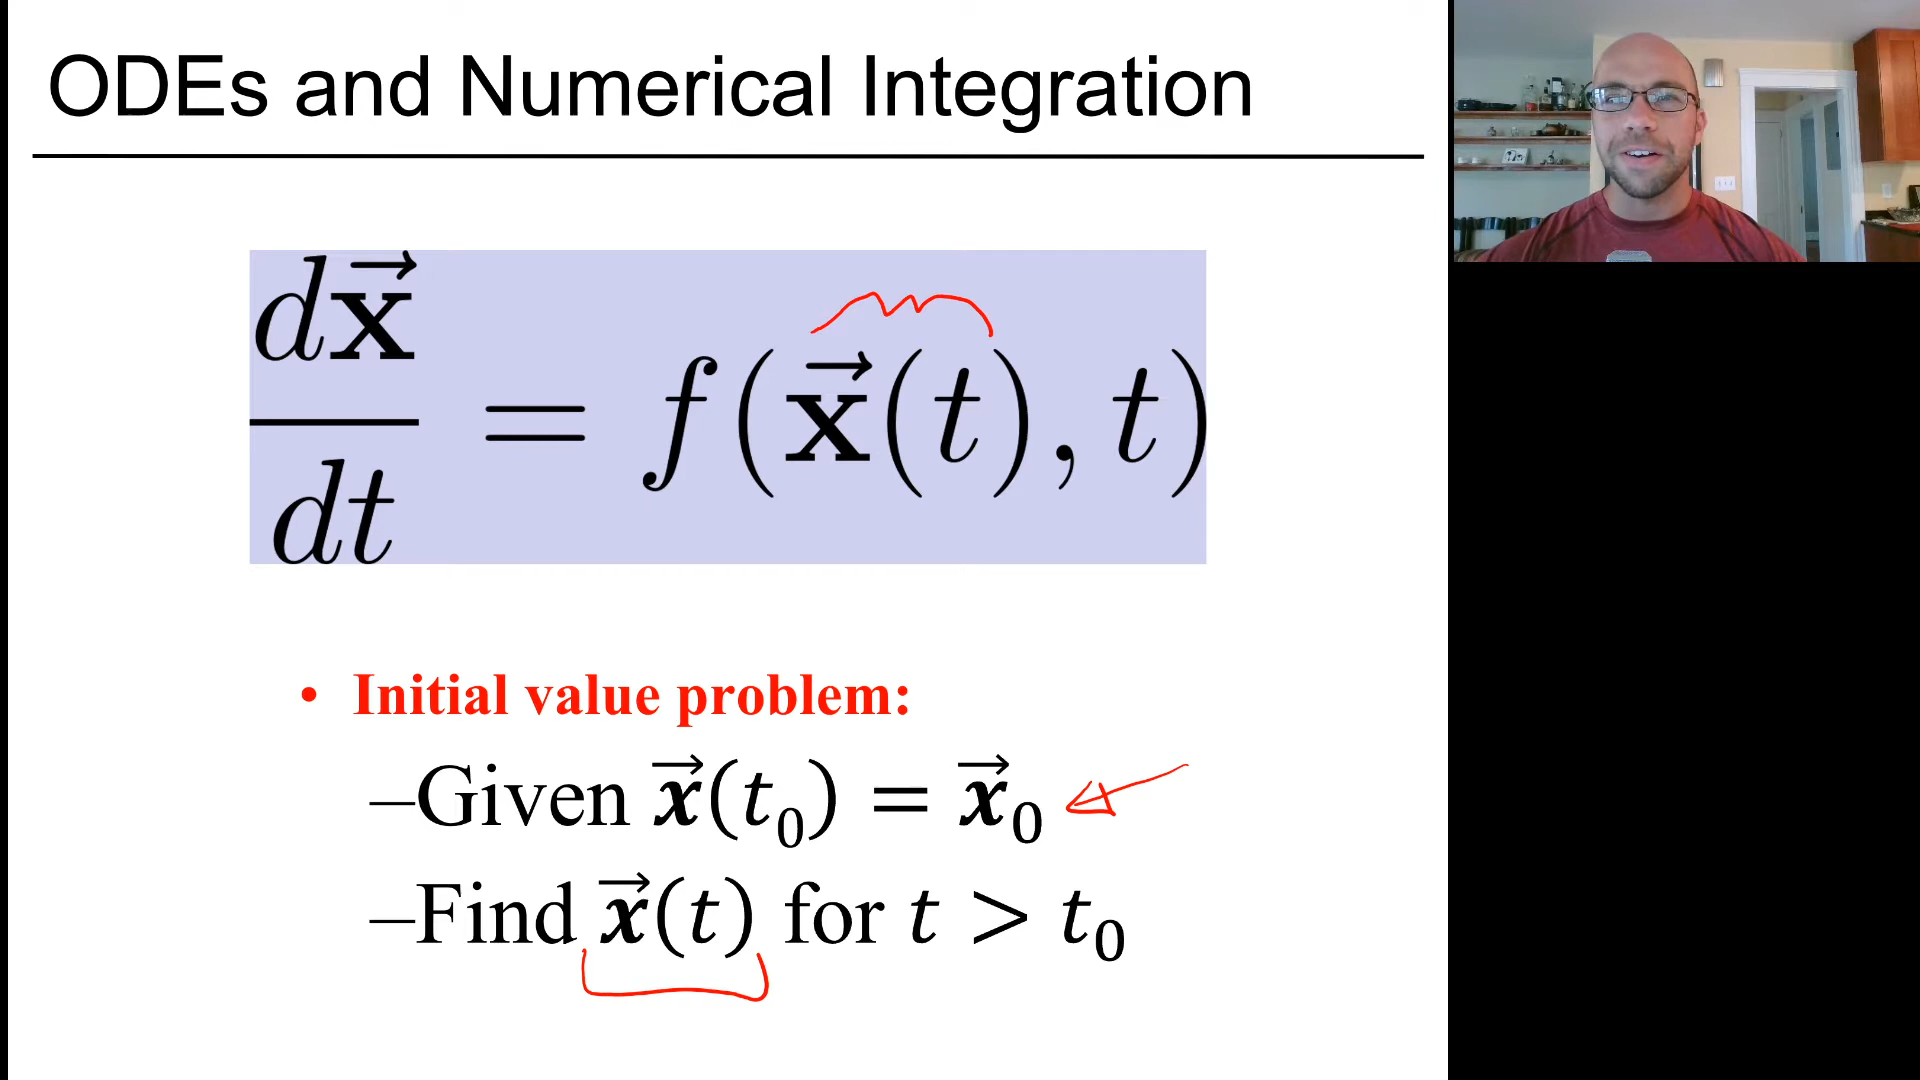 ODEs and Numerical Integration
d𝐱⃗/dt = f(𝐱⃗(t), t)
• Initial value problem:
–Given 𝒙⃗(t₀) = 𝒙⃗₀
–Find 𝒙⃗(t) for t > t₀